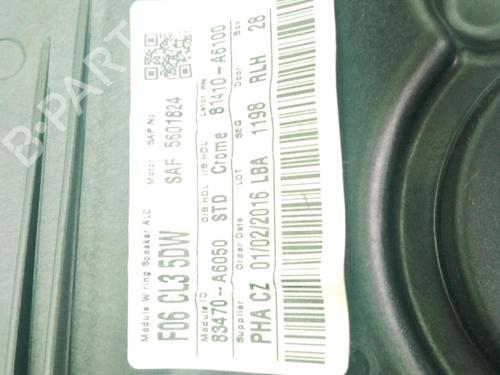 Module Wiring Speaker ALC Motor SAP No
F06 CL3 5DW SAF 5601824
Module ID O/S HDL I/S HDL Latch PN
83470-A6050 STD Crome 81410-A6100
Supplier Order Date LOT SEQ Door Box
PHA CZ 01/02/2016 LBA 1198 RLH 28
B-PARTS